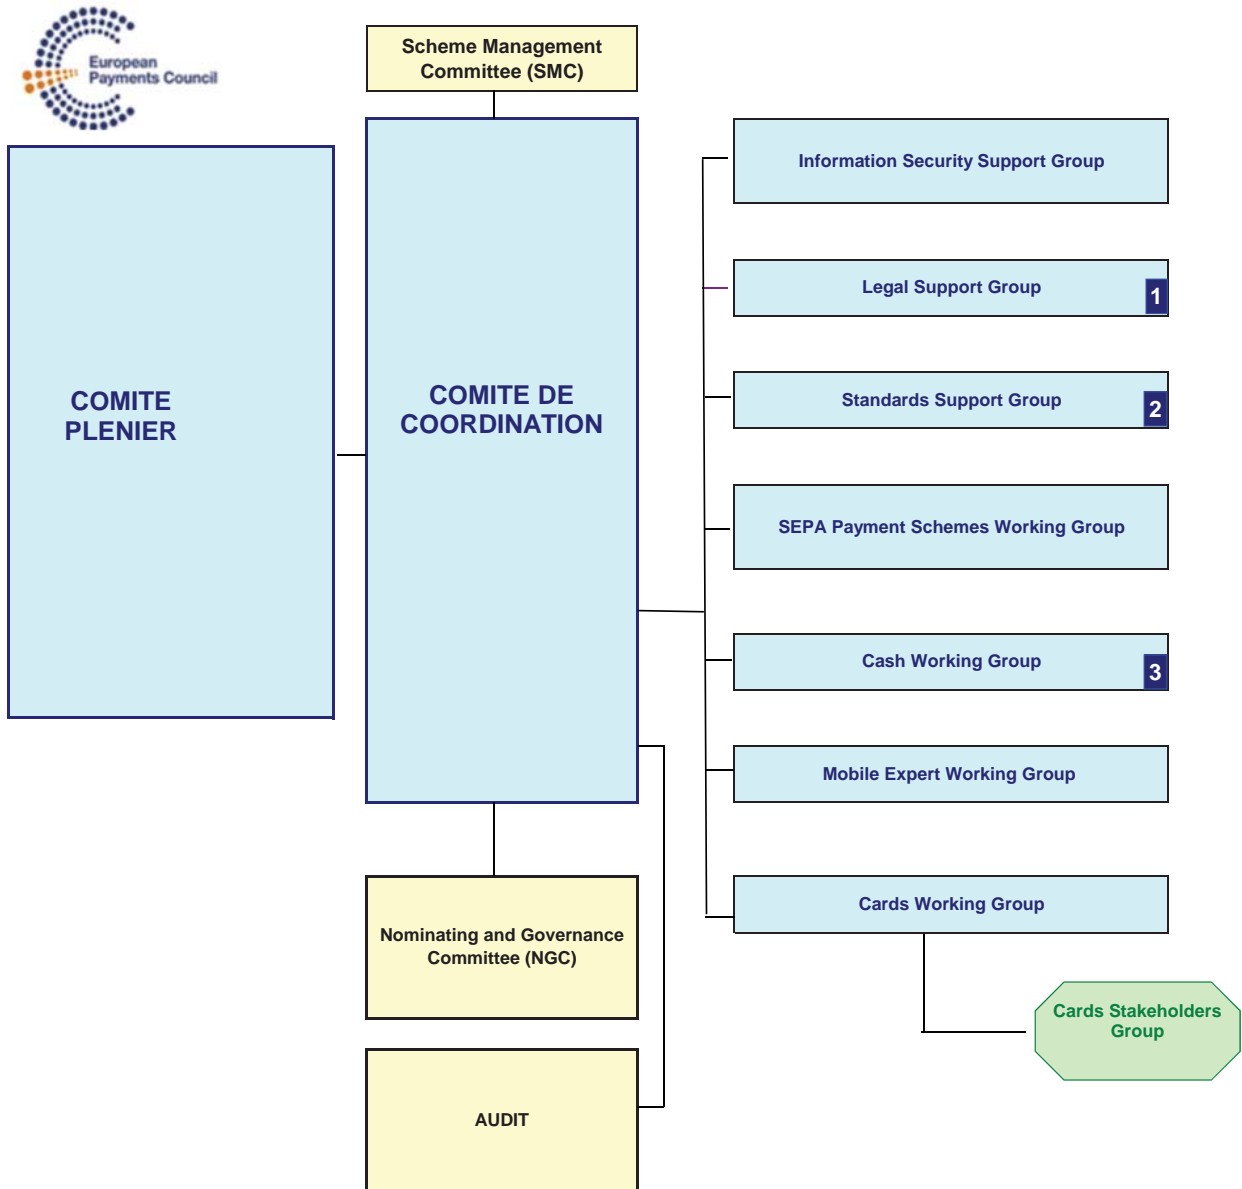 European
Payments Council
Scheme Management
Committee (SMC)
COMITE
PLENIER
COMITE DE
COORDINATION
Information Security Support Group
Legal Support Group
1
Standards Support Group
2
SEPA Payment Schemes Working Group
Cash Working Group
3
Mobile Expert Working Group
Cards Working Group
Nominating and Governance
Committee (NGC)
Cards Stakeholders
Group
AUDIT